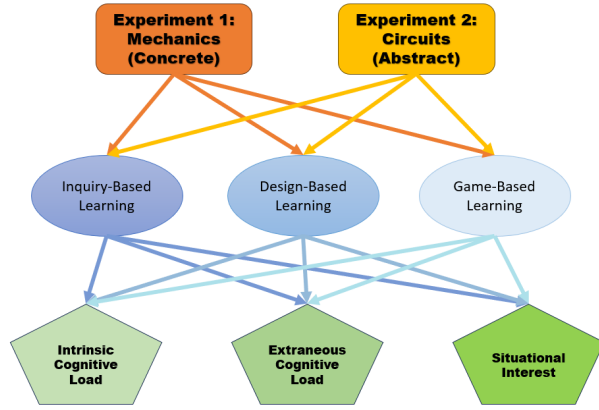 Experiment 1:
Mechanics
(Concrete)
Experiment 2:
Circuits
(Abstract)
Inquiry-Based
Learning
Design-Based
Learning
Game-Based
Learning
Intrinsic
Cognitive
Load
Extraneous
Cognitive
Load
Situational
Interest